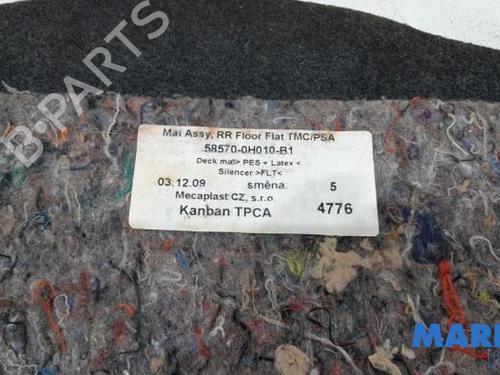 Mat Assy, RR Floor Flat TMC/PSA
58570-0H010-B1
Deck mat> PES + Latex <
Silencer >FLT<
03.12.09 směna: 5
Mecaplast CZ, s.r.o.
Kanban TPCA 4776
B-Parts